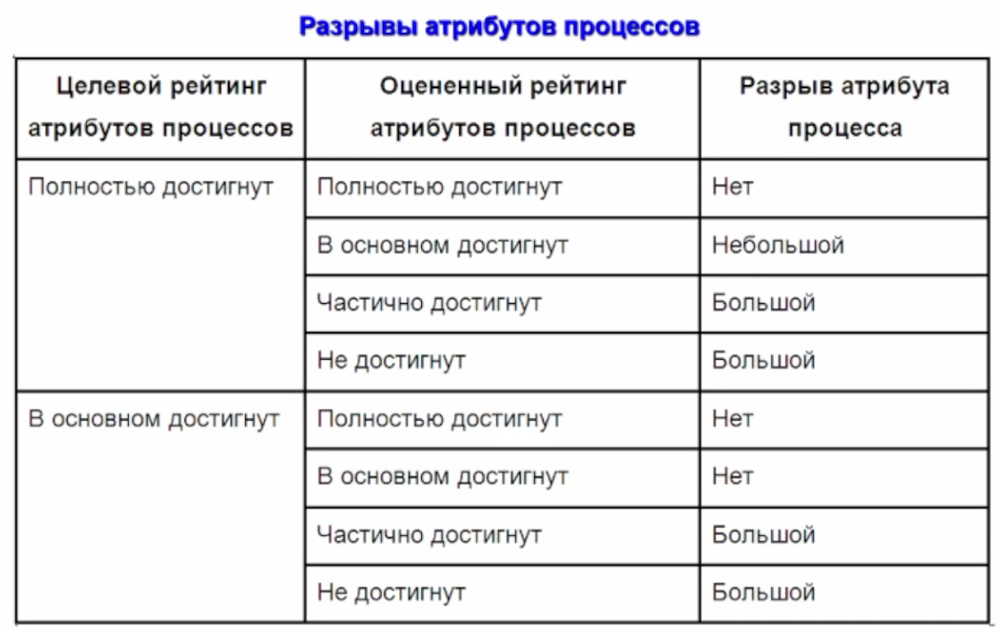 Разрывы атрибутов процессов
Целевой рейтинг атрибутов процессов
Оцененный рейтинг атрибутов процессов
Разрыв атрибута процесса
Полностью достигнут
Полностью достигнут
Нет
В основном достигнут
Небольшой
Частично достигнут
Большой
Не достигнут
Большой
В основном достигнут
Полностью достигнут
Нет
В основном достигнут
Нет
Частично достигнут
Большой
Не достигнут
Большой